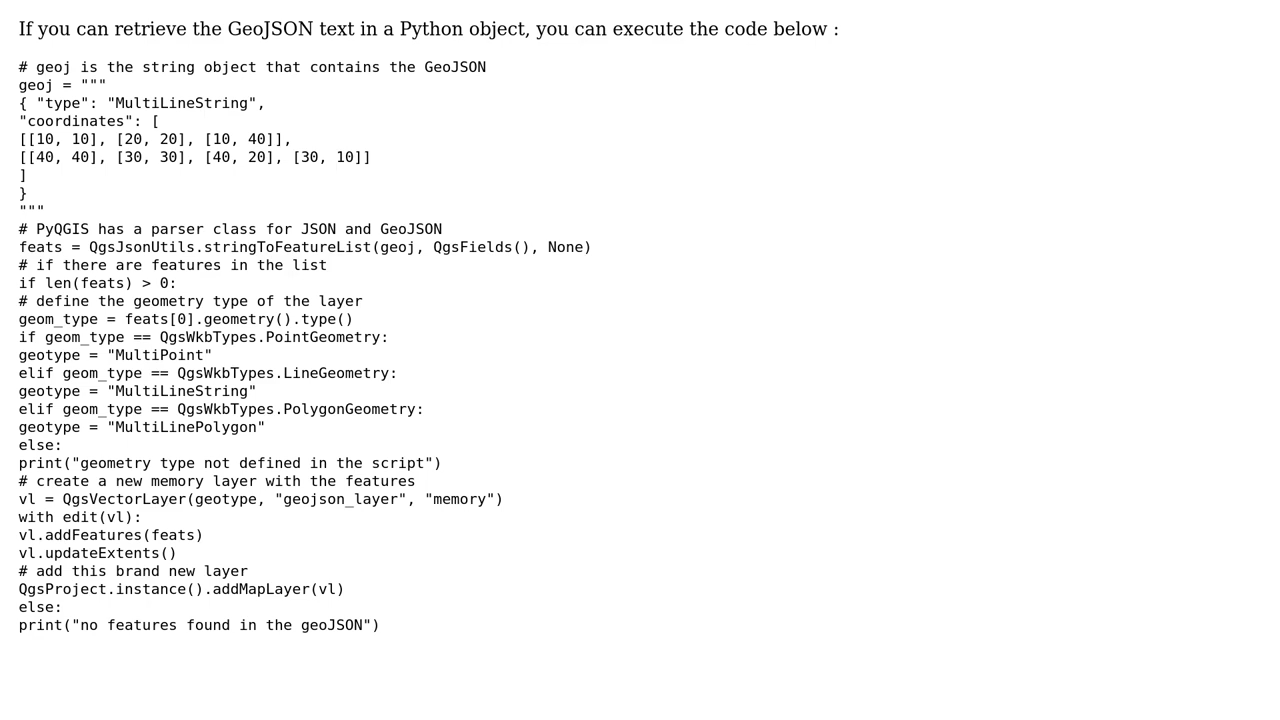 If you can retrieve the GeoJSON text in a Python object, you can execute the code below :
# geoj is the string object that contains the GeoJSON
geoj = """
{ "type": "MultiLineString",
"coordinates": [
[[10, 10], [20, 20], [10, 40]],
[[40, 40], [30, 30], [40, 20], [30, 10]]
]
}
"""
# PyQGIS has a parser class for JSON and GeoJSON
feats = QgsJsonUtils.stringToFeatureList(geoj, QgsFields(), None)
# if there are features in the list
if len(feats) > 0:
# define the geometry type of the layer
geom_type = feats[0].geometry().type()
if geom_type == QgsWkbTypes.PointGeometry:
geotype = "MultiPoint"
elif geom_type == QgsWkbTypes.LineGeometry:
geotype = "MultiLineString"
elif geom_type == QgsWkbTypes.PolygonGeometry:
geotype = "MultiLinePolygon"
else:
print("geometry type not defined in the script")
# create a new memory layer with the features
vl = QgsVectorLayer(geotype, "geojson_layer", "memory")
with edit(vl):
vl.addFeatures(feats)
vl.updateExtents()
# add this brand new layer
QgsProject.instance().addMapLayer(vl)
else:
print("no features found in the geoJSON")